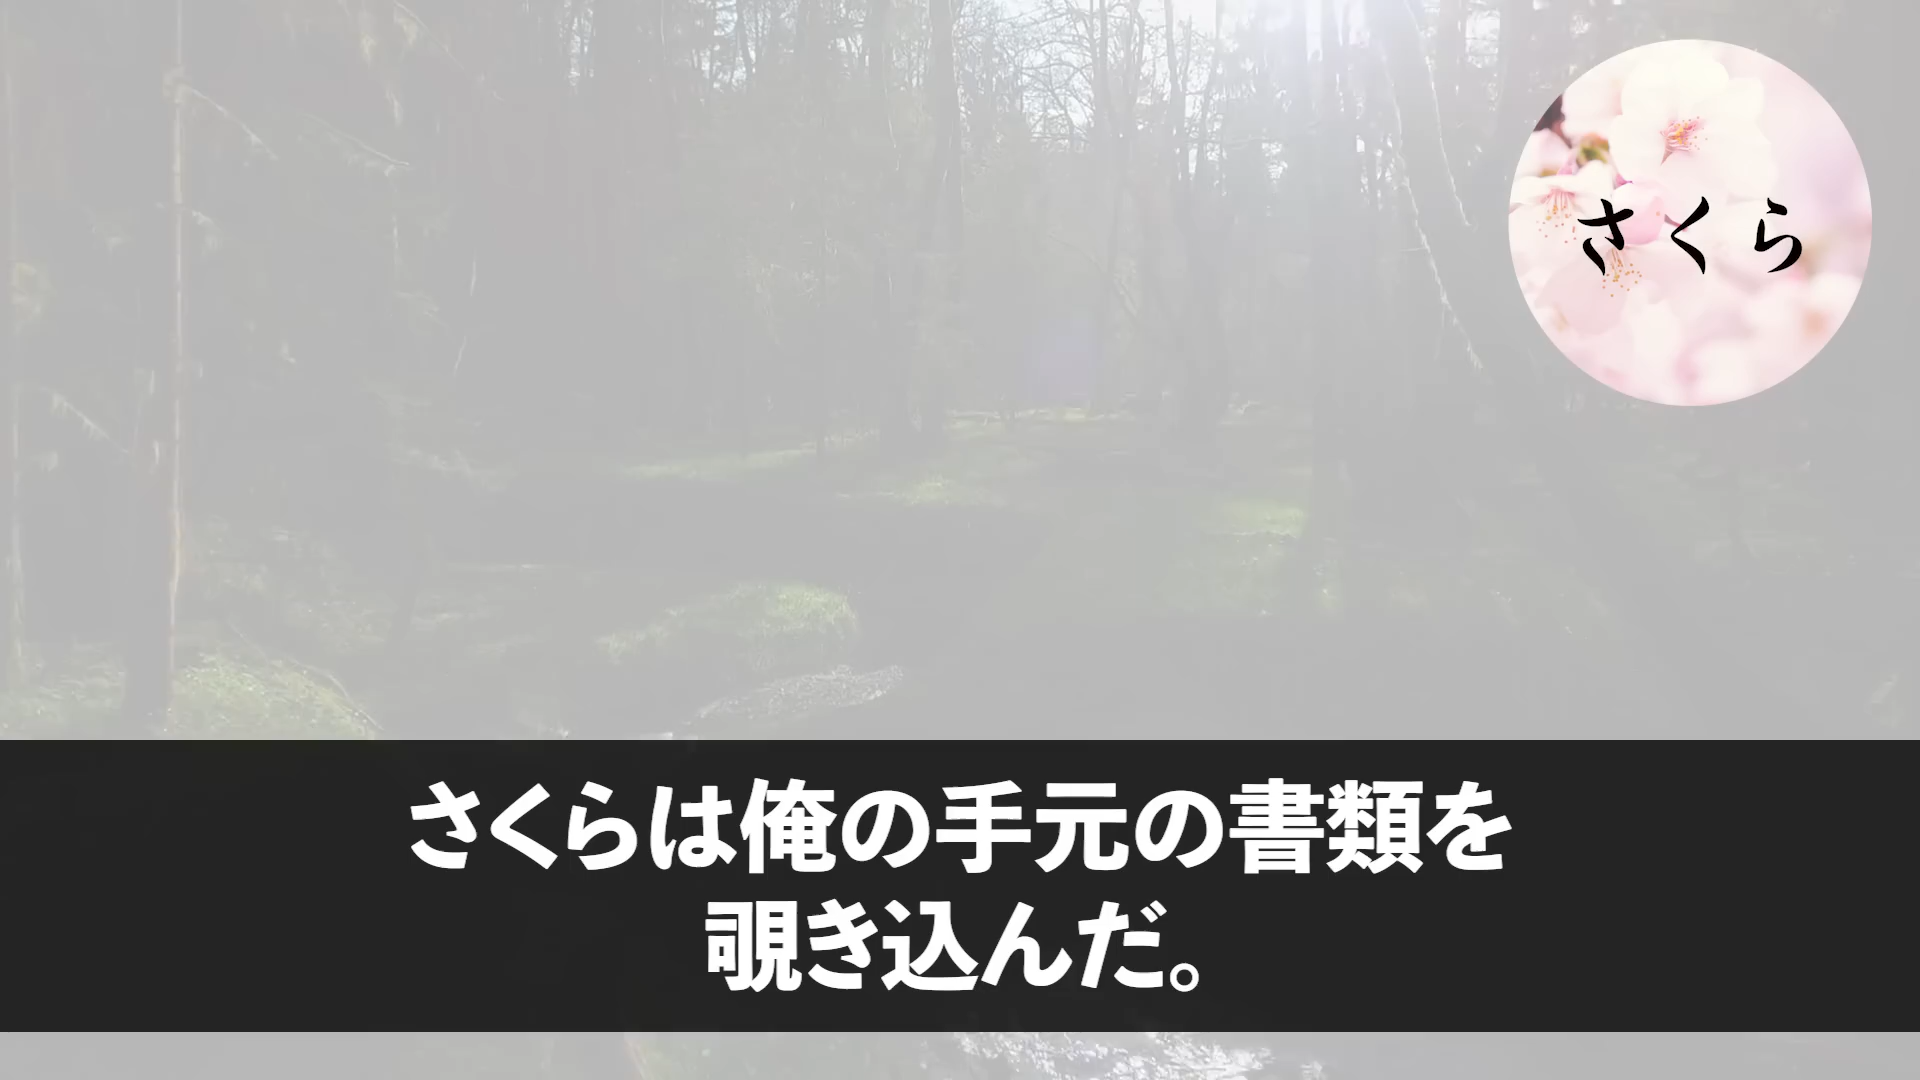 さくら
さくらは俺の手元の書類を
覗き込んだ。